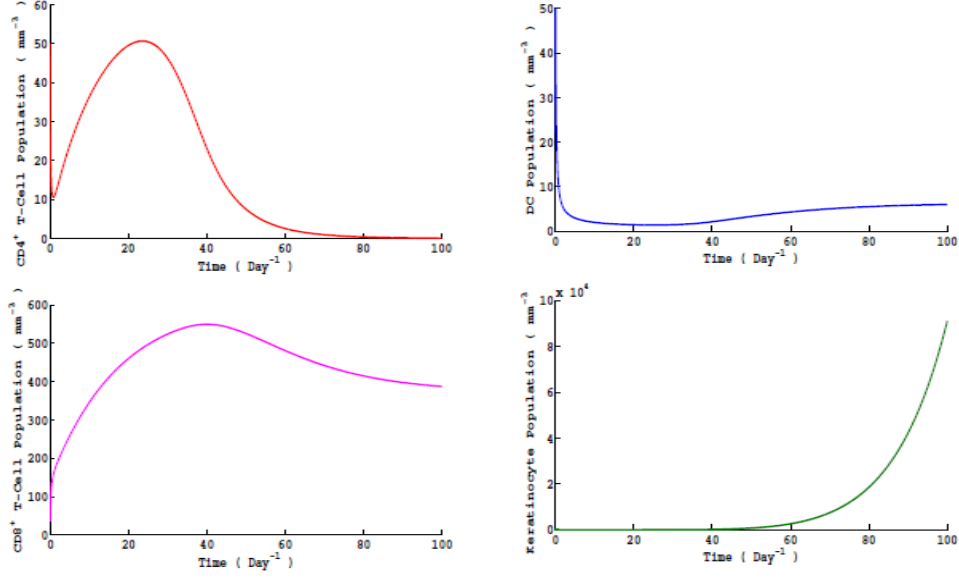 60
50
40
30
20
10
0
0 20 40 60 80 100
CD4+ T-Cell Population ( mm-3 )
Time ( Day-1 )
50
40
30
20
10
0
0 20 40 60 80 100
DC Population ( mm-3 )
Time ( Day-1 )
600
500
400
300
200
100
0
0 20 40 60 80 100
CD8+ T-Cell Population ( mm-3 )
Time ( Day-1 )
x 104
10
8
6
4
2
0
0 20 40 60 80 100
Keratinocyte Population ( mm-3 )
Time ( Day-1 )